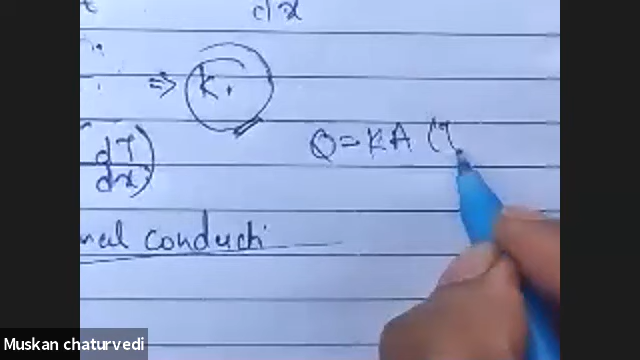 dx
⇒ K.
Q = KA (T
dT
dx)
nal conducti
Muskan chaturvedi